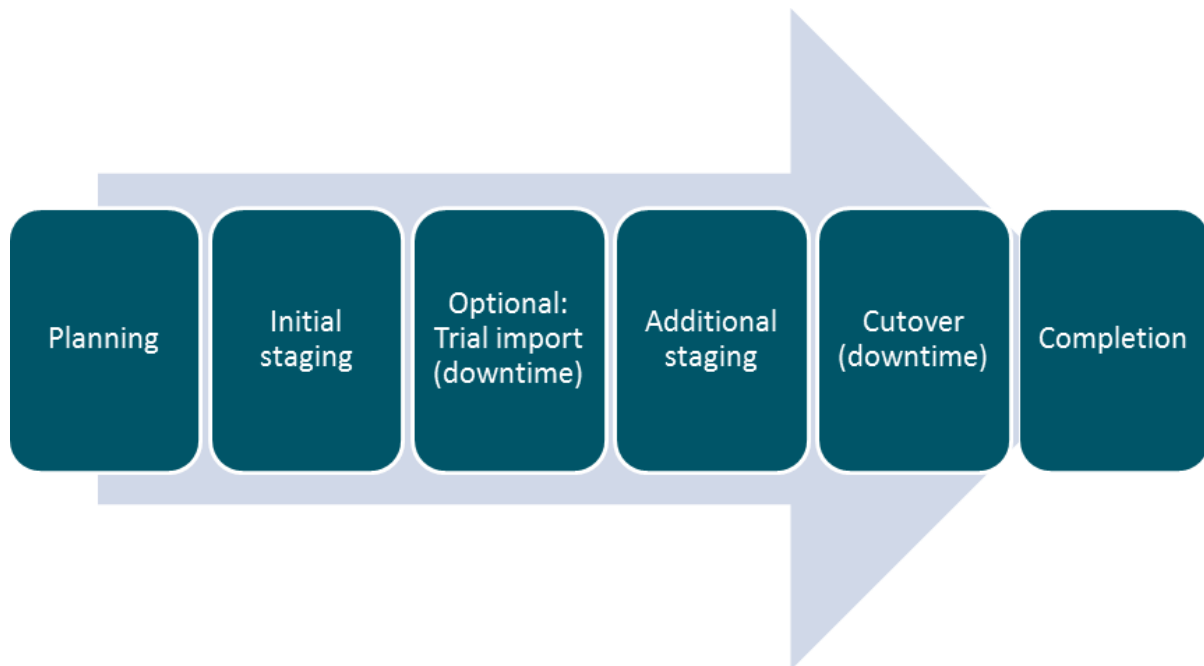 Planning
Initial
staging
Optional:
Trial import
(downtime)
Additional
staging
Cutover
(downtime)
Completion